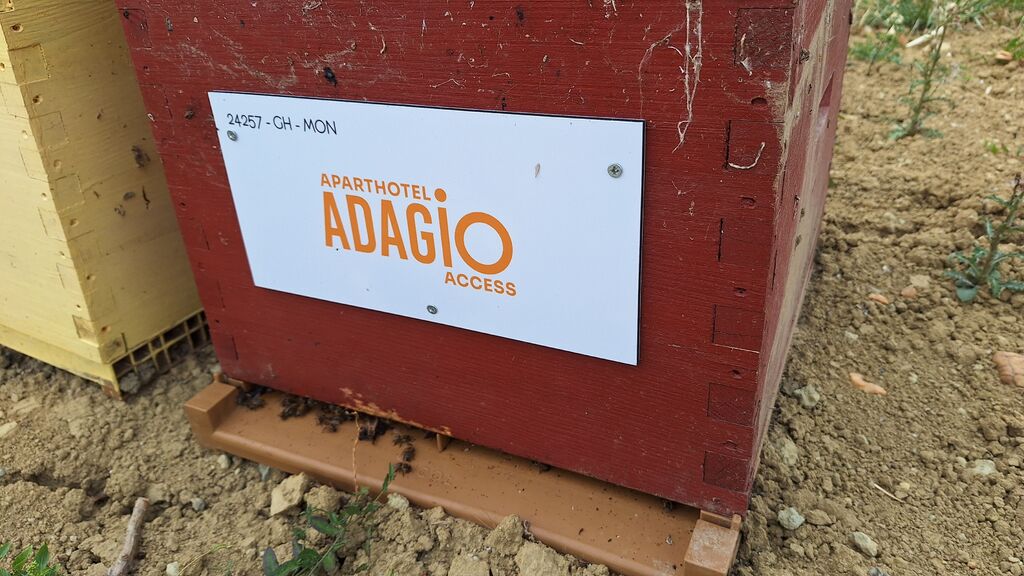 24257 - GH - MON
APARTHOTEL
ADAGIO
ACCESS